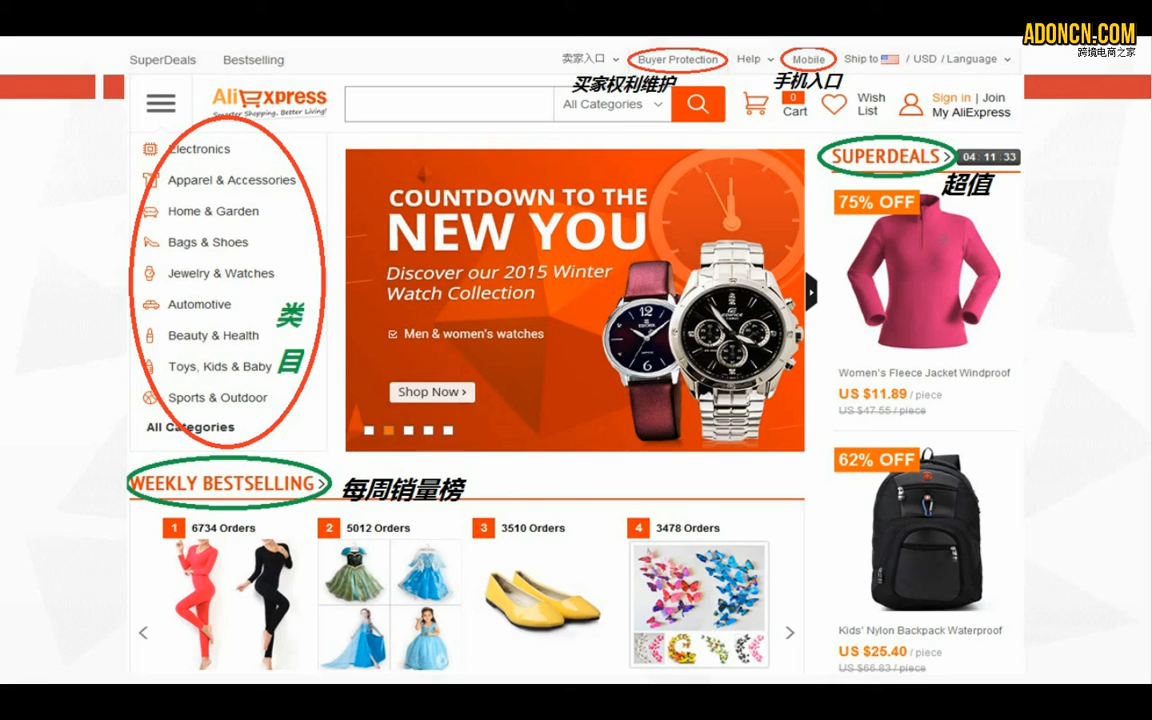 ADONCN.COM
跨境电商之家
SuperDeals
Bestselling
卖家入口
Buyer Protection
Help
Mobile
Ship to / USD / Language
买家权利维护
手机入口
AliExpress
Smarter Shopping, Better Living!
All Categories
0
Cart
Wish
List
Sign in | Join
My AliExpress
Electronics
Apparel & Accessories
Home & Garden
Bags & Shoes
Jewelry & Watches
Automotive
Beauty & Health
Toys, Kids & Baby
Sports & Outdoor
All Categories
类
目
COUNTDOWN TO THE
NEW YOU
Discover our 2015 Winter
Watch Collection
Men & women's watches
Shop Now >
12
6
SUPERDEALS >
04 : 11 : 33
超值
75% OFF
Women's Fleece Jacket Windproof
US $11.89 / piece
US $47.55 / piece
62% OFF
Kids' Nylon Backpack Waterproof
US $25.40 / piece
US $66.83 / piece
WEEKLY BESTSELLING >
每周销量榜
1 6734 Orders
2 5012 Orders
3 3510 Orders
4 3478 Orders